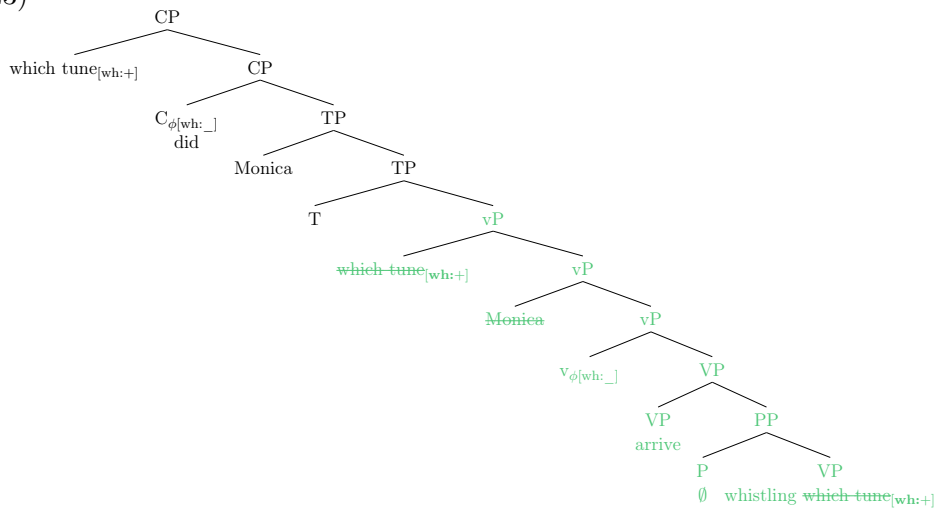 CP
which tune[wh:+] CP
Cϕ[wh:_] TP
did
Monica TP
T vP
which tune[wh:+] vP
Monica vP
vϕ[wh:_] VP
VP PP
arrive
P VP
∅ whistling which tune[wh:+]